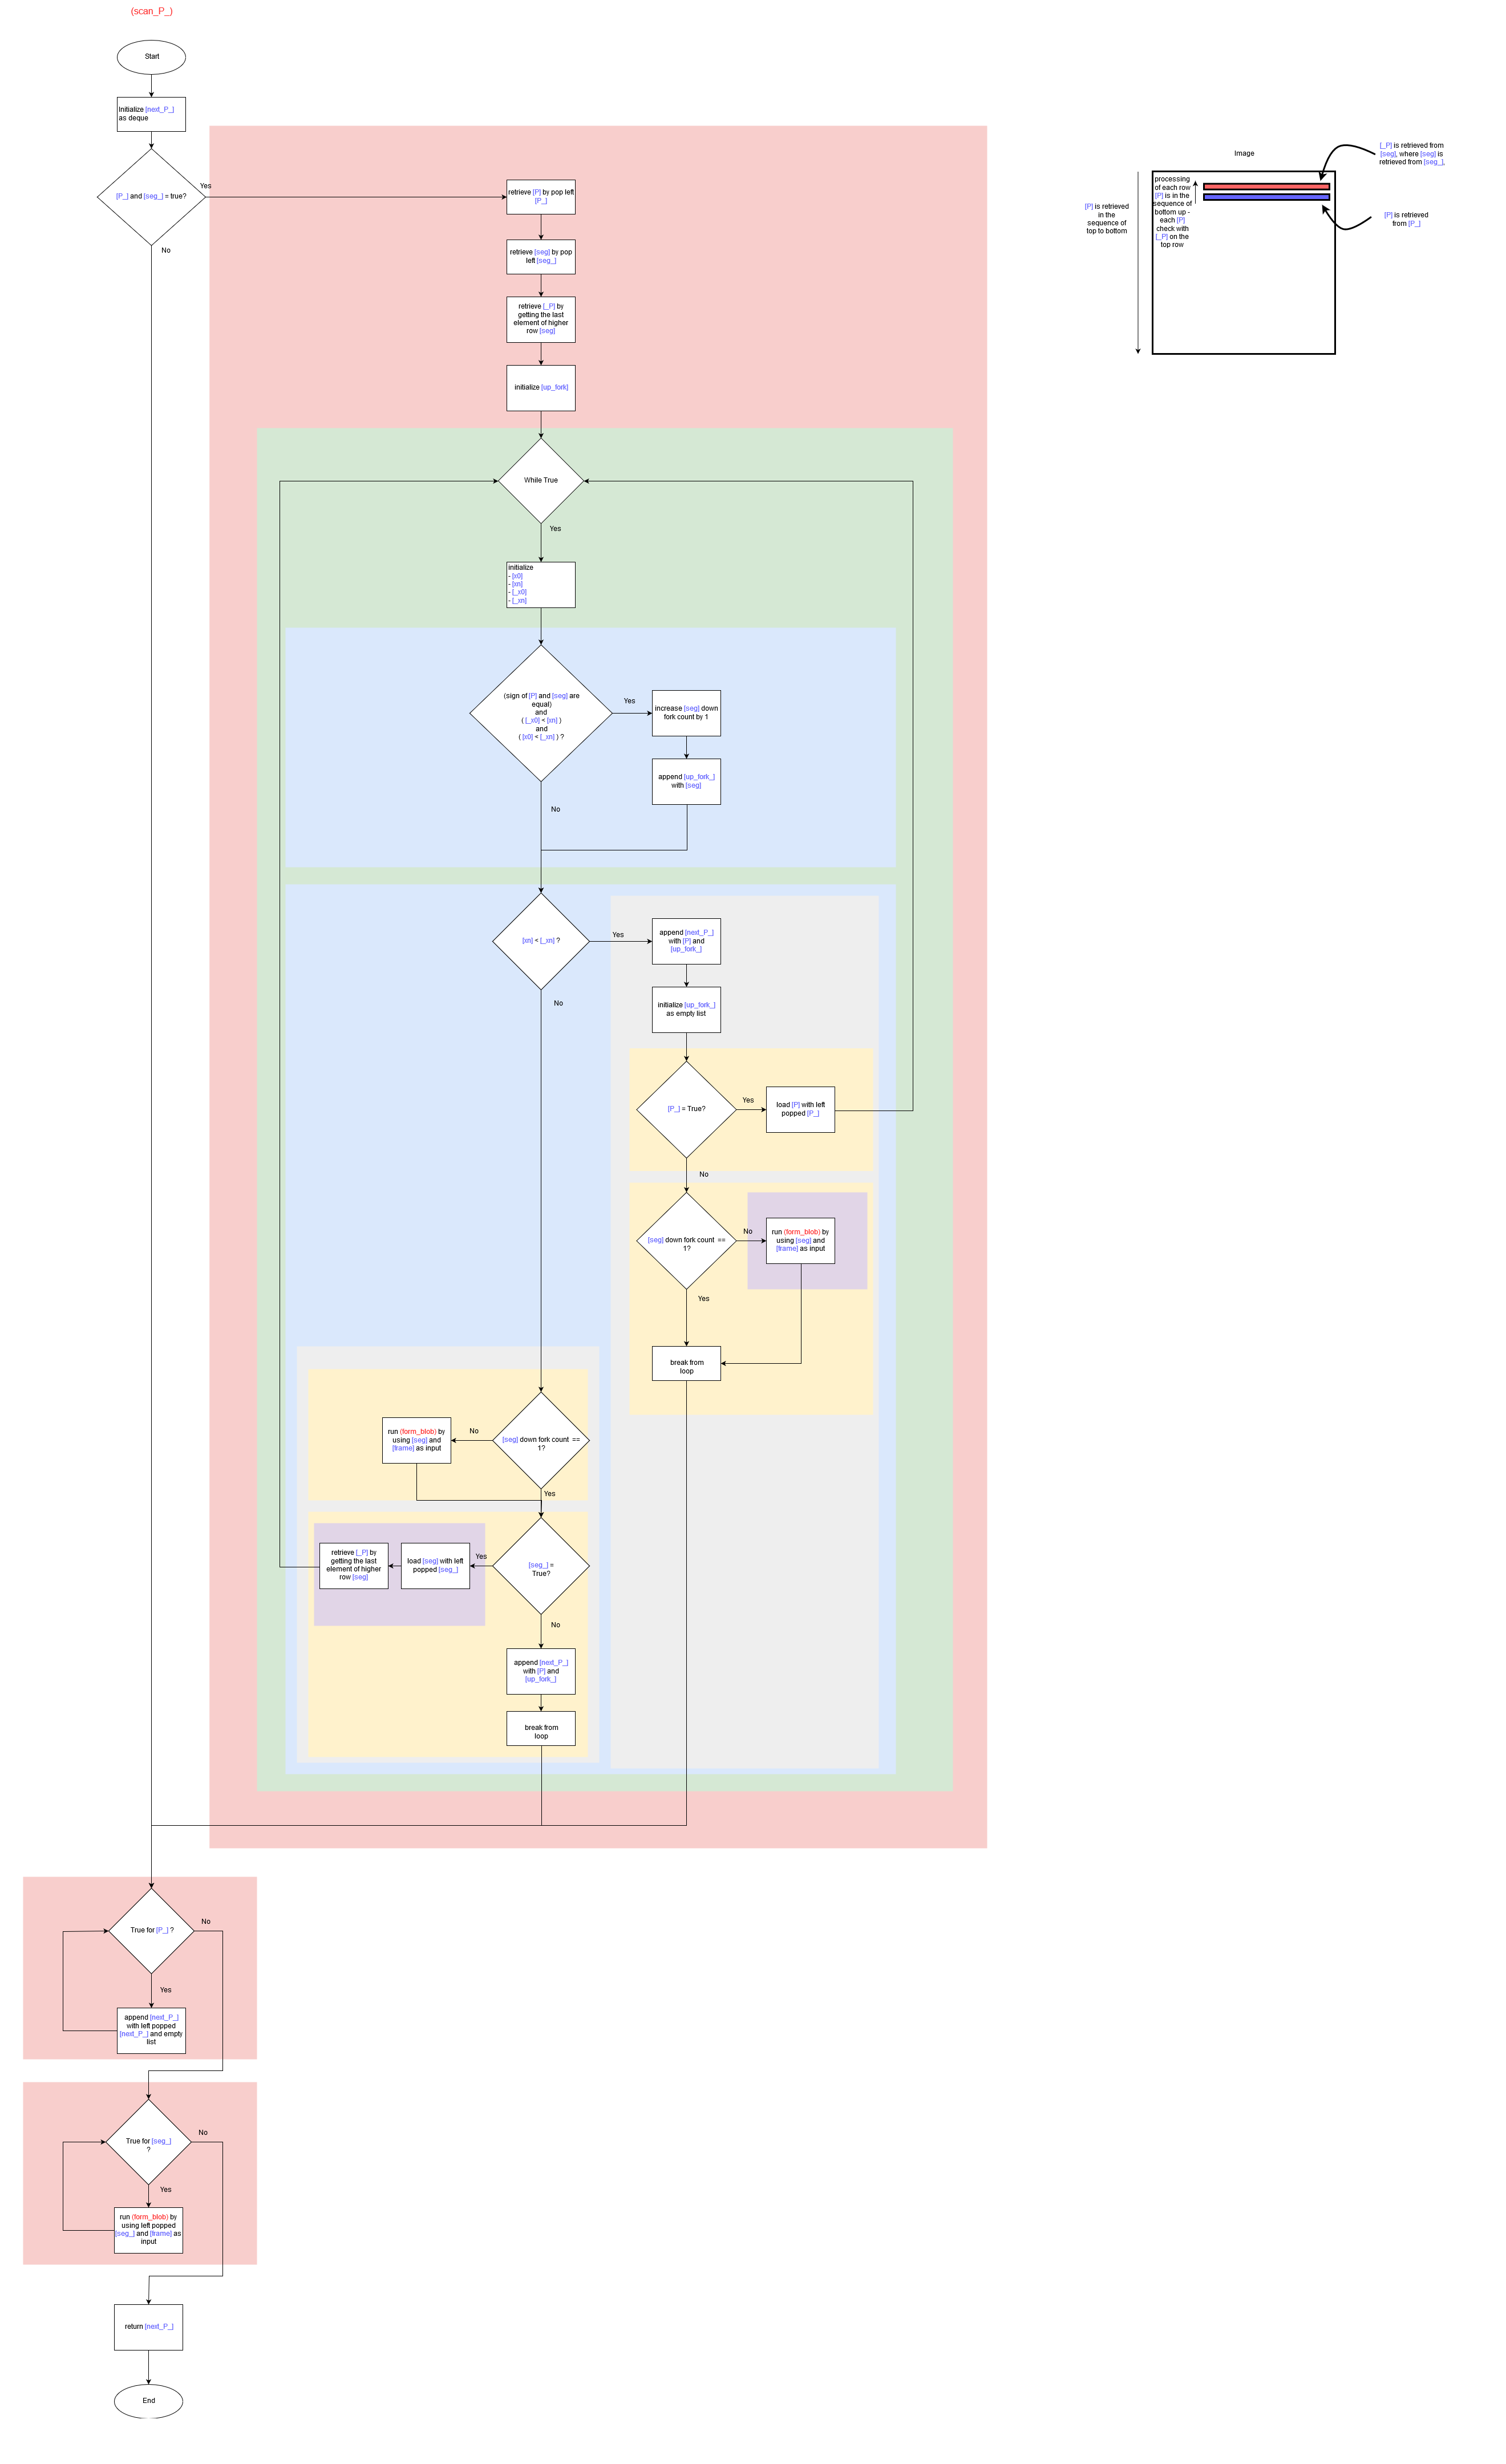 (scan_P_)
Start
Initialize [next_P_]
as deque
[P_] and [seg_] = true?
Yes
No
retrieve [P] by pop left
[P_]
retrieve [seg] by pop
left [seg_]
retrieve [_P] by
getting the last
element of higher
row [seg]
initialize [up_fork]
While True
Yes
initialize
- [x0]
- [xn]
- [_x0]
- [_xn]
(sign of [P] and [seg] are
equal)
and
( [_x0] < [xn] )
and
( [x0] < [_xn] ) ?
Yes
No
increase [seg] down
fork count by 1
append [up_fork_]
with [seg]
[xn] < [_xn] ?
Yes
No
append [next_P_]
with [P] and
[up_fork_]
initialize [up_fork_]
as empty list
[P_] = True?
Yes
No
load [P] with left
popped [P_]
[seg] down fork count ==
1?
No
Yes
run (form_blob) by
using [seg] and
[frame] as input
break from
loop
[seg] down fork count ==
1?
No
Yes
run (form_blob) by
using [seg] and
[frame] as input
[seg_] =
True?
Yes
No
load [seg] with left
popped [seg_]
retrieve [_P] by
getting the last
element of higher
row [seg]
append [next_P_]
with [P] and
[up_fork_]
break from
loop
True for [P_] ?
No
Yes
append [next_P_]
with left popped
[next_P_] and empty
list
True for [seg_]
?
No
Yes
run (form_blob) by
using left popped
[seg_] and [frame] as
input
return [next_P_]
End
Image
[P] is retrieved
in the
sequence of
top to bottom
processing
of each row
[P] is in the
sequence of
bottom up -
each [P]
check with
[_P] on the
top row
[_P] is retrieved from
[seg], where [seg] is
retrieved from [seg_],
[P] is retrieved
from [P_]